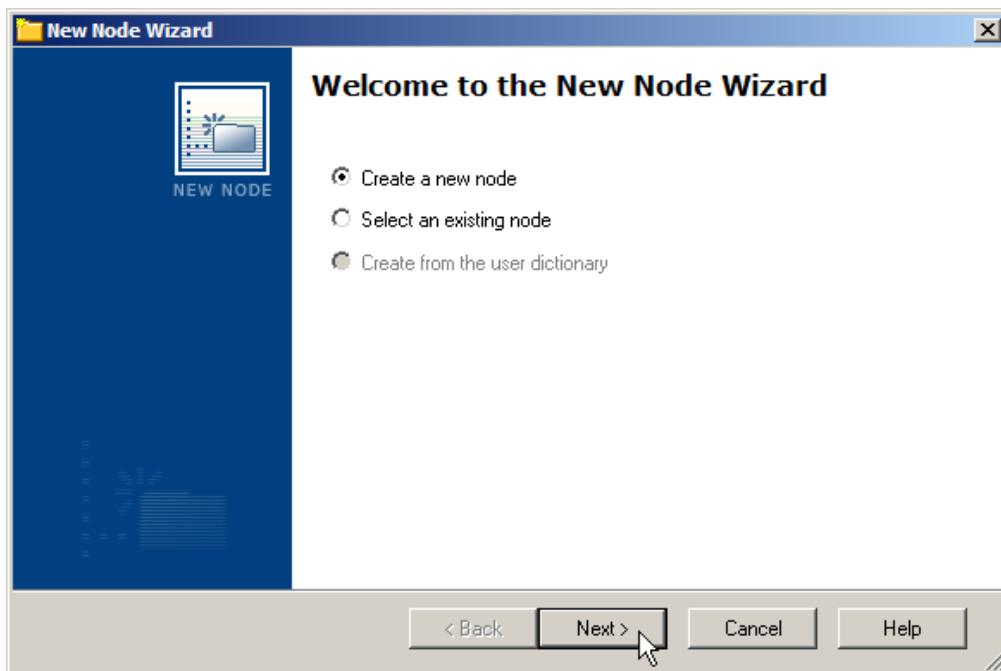 New Node Wizard
Welcome to the New Node Wizard
NEW NODE
Create a new node
Select an existing node
Create from the user dictionary
< Back
Next >
Cancel
Help